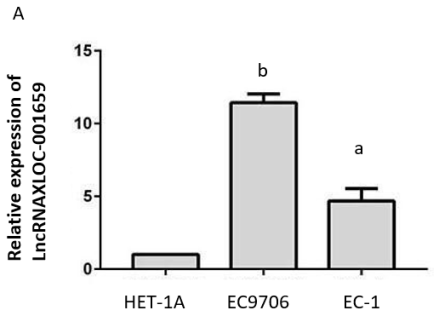 A
Relative expression of
LncRNAXLOC-001659
15
10
5
0
b
a
HET-1A EC9706 EC-1